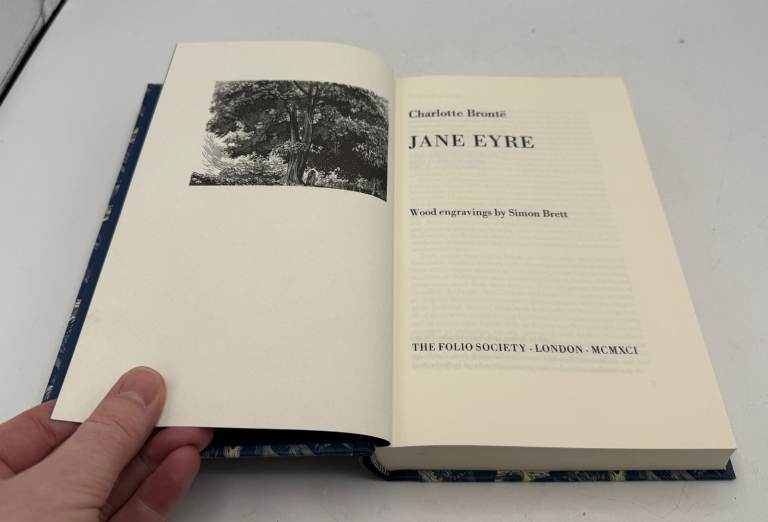 Charlotte Brontë
JANE EYRE
Wood engravings by Simon Brett
THE FOLIO SOCIETY · LONDON · MCMXCI